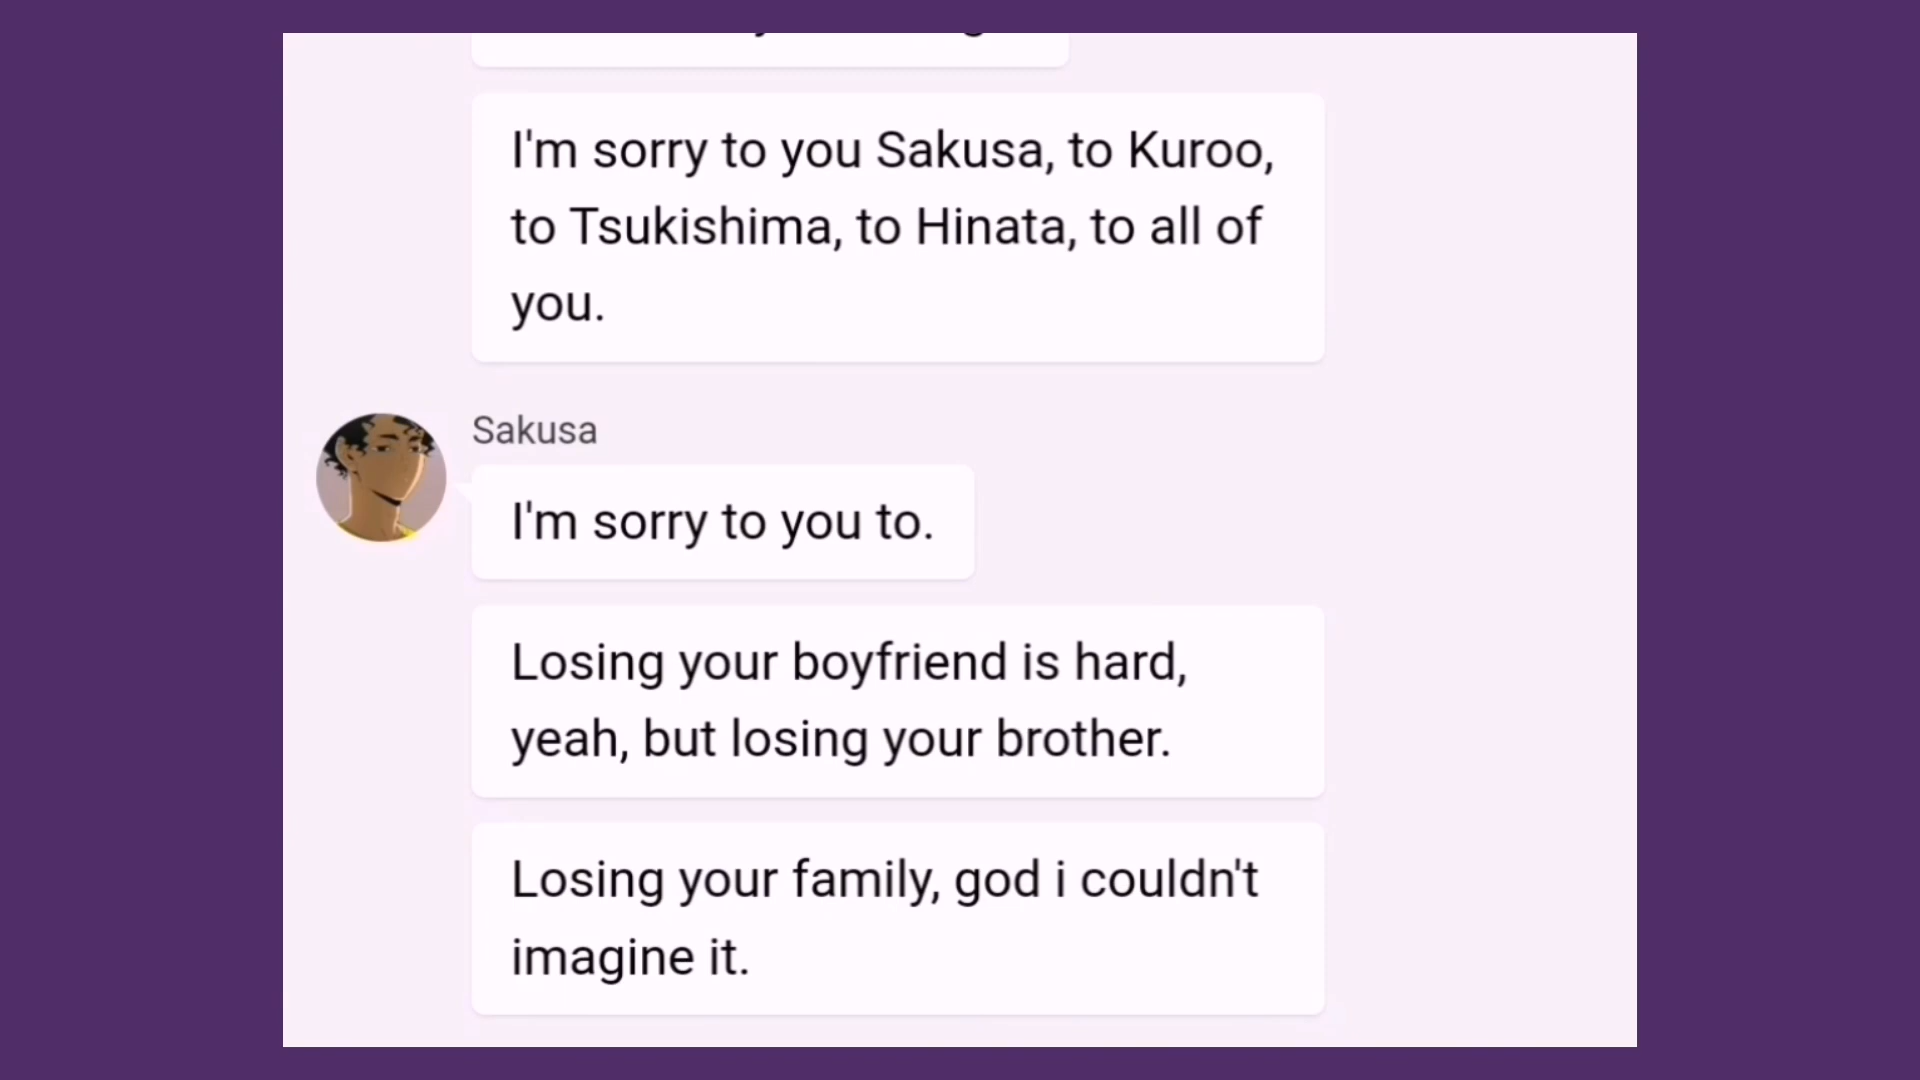 I'm sorry to you Sakusa, to Kuroo,
to Tsukishima, to Hinata, to all of
you.
Sakusa
I'm sorry to you to.
Losing your boyfriend is hard,
yeah, but losing your brother.
Losing your family, god i couldn't
imagine it.